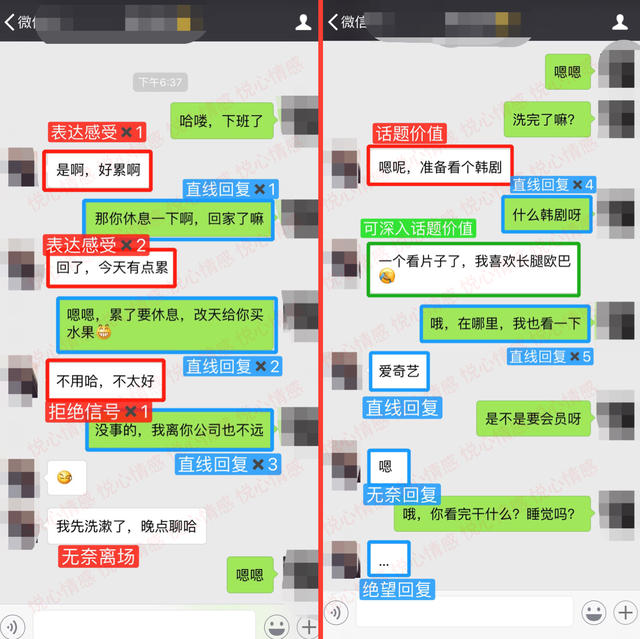 微信
下午6:37
哈喽，下班了
表达感受✖1
是啊，好累啊
直线回复✖1
那你休息一下啊，回家了嘛
表达感受✖2
回了，今天有点累
嗯嗯，累了要休息，改天给你买
水果😁
直线回复✖2
不用哈，不太好
拒绝信号✖1
没事的，我离你公司也不远
直线回复✖3
我先洗漱了，晚点聊哈
无奈离场
嗯嗯
微信
嗯嗯
洗完了嘛？
话题价值
嗯呢，准备看个韩剧
直线回复✖4
什么韩剧呀
可深入话题价值
一个看片子了，我喜欢长腿欧巴
😂
哦，在哪里，我也看一下
直线回复✖5
爱奇艺
直线回复
是不是要会员呀
嗯
无奈回复
哦，你看完干什么？睡觉吗？
...
绝望回复
悦心情感